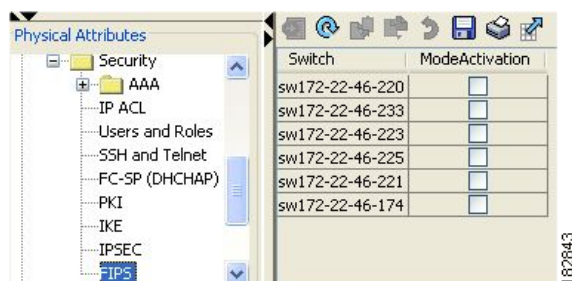 Physical Attributes
Security
AAA
IP ACL
Users and Roles
SSH and Telnet
FC-SP (DHCHAP)
PKI
IKE
IPSEC
FIPS
Switch ModeActivation
sw172-22-46-220
sw172-22-46-233
sw172-22-46-223
sw172-22-46-225
sw172-22-46-221
sw172-22-46-174
182843